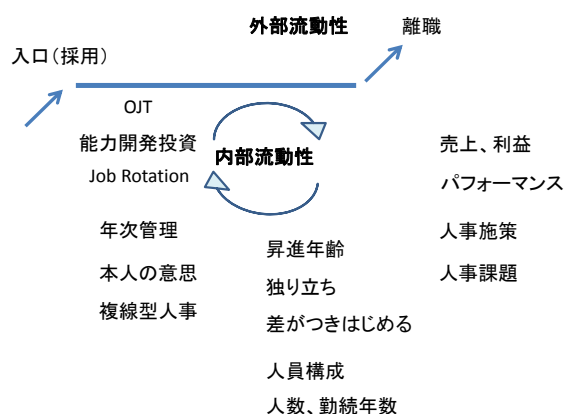 外部流動性
離職
入口（採用）
OJT
能力開発投資
Job Rotation
内部流動性
売上、利益
パフォーマンス
年次管理
本人の意思
複線型人事
昇進年齢
独り立ち
差がつきはじめる
人事施策
人事課題
人員構成
人数、勤続年数